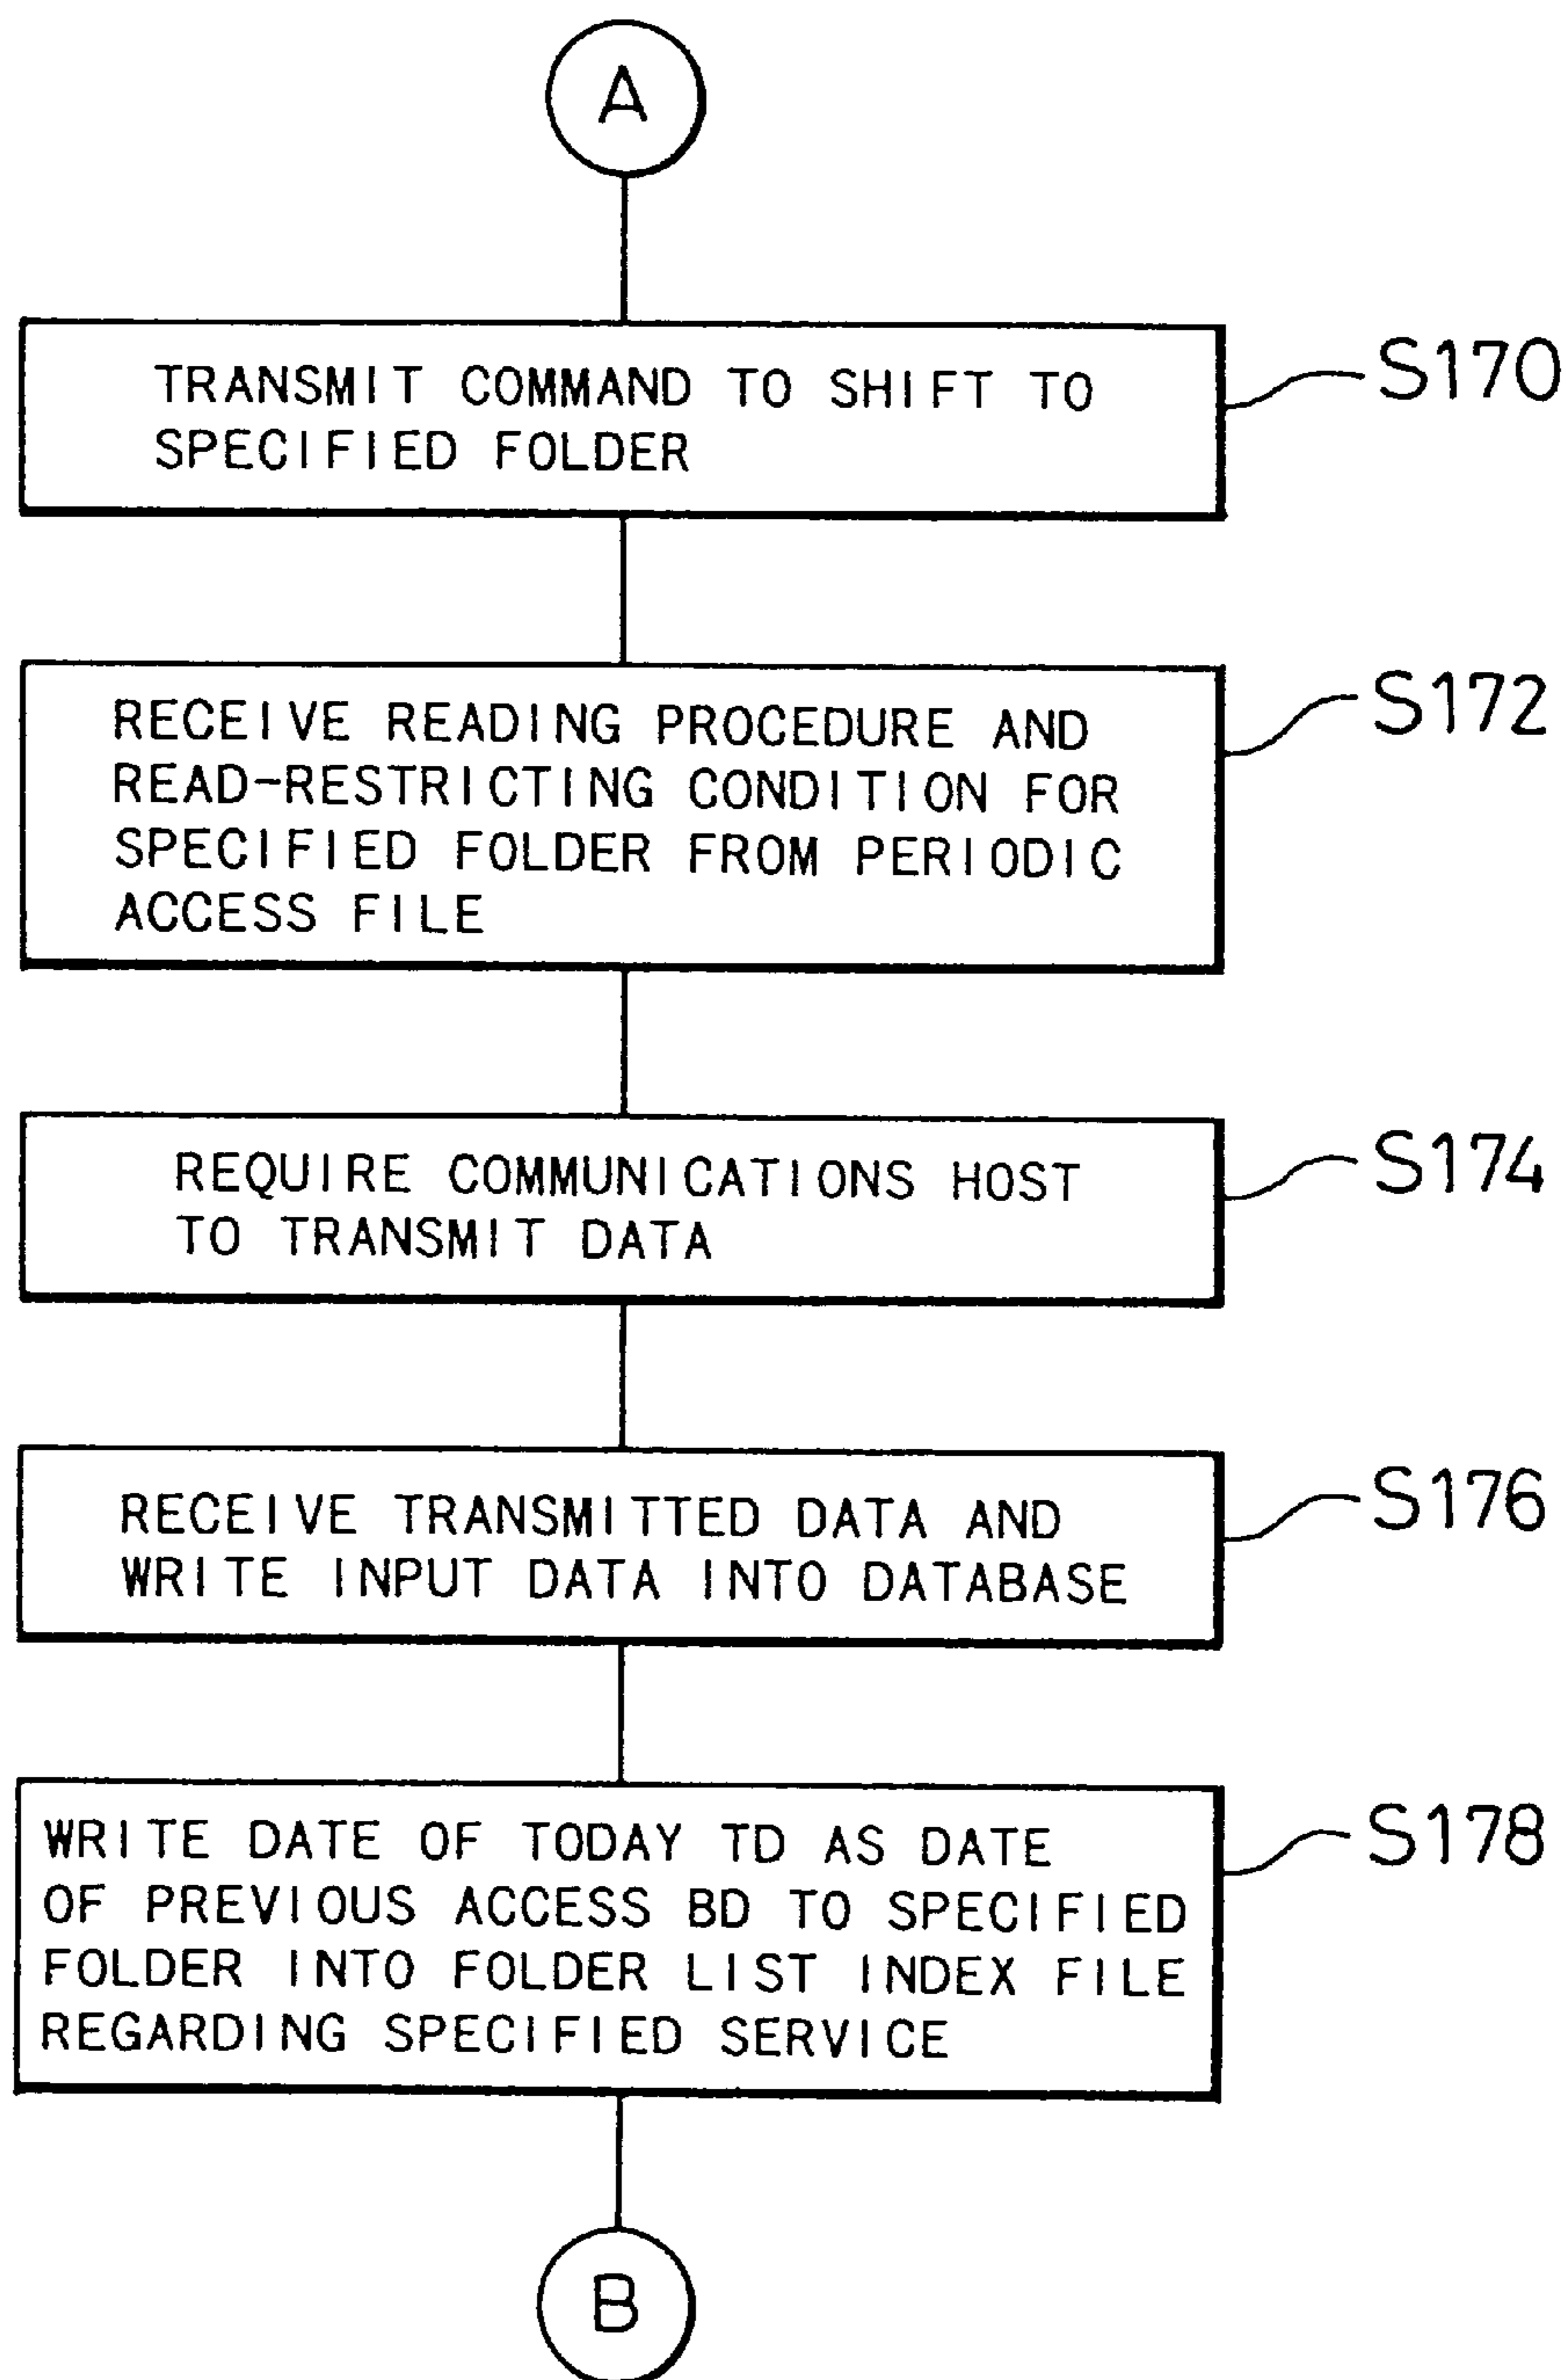 A
TRANSMIT COMMAND TO SHIFT TO
SPECIFIED FOLDER
S170
RECEIVE READING PROCEDURE AND
READ-RESTRICTING CONDITION FOR
SPECIFIED FOLDER FROM PERIODIC
ACCESS FILE
S172
REQUIRE COMMUNICATIONS HOST
TO TRANSMIT DATA
S174
RECEIVE TRANSMITTED DATA AND
WRITE INPUT DATA INTO DATABASE
S176
WRITE DATE OF TODAY TD AS DATE
OF PREVIOUS ACCESS BD TO SPECIFIED
FOLDER INTO FOLDER LIST INDEX FILE
REGARDING SPECIFIED SERVICE
S178
B